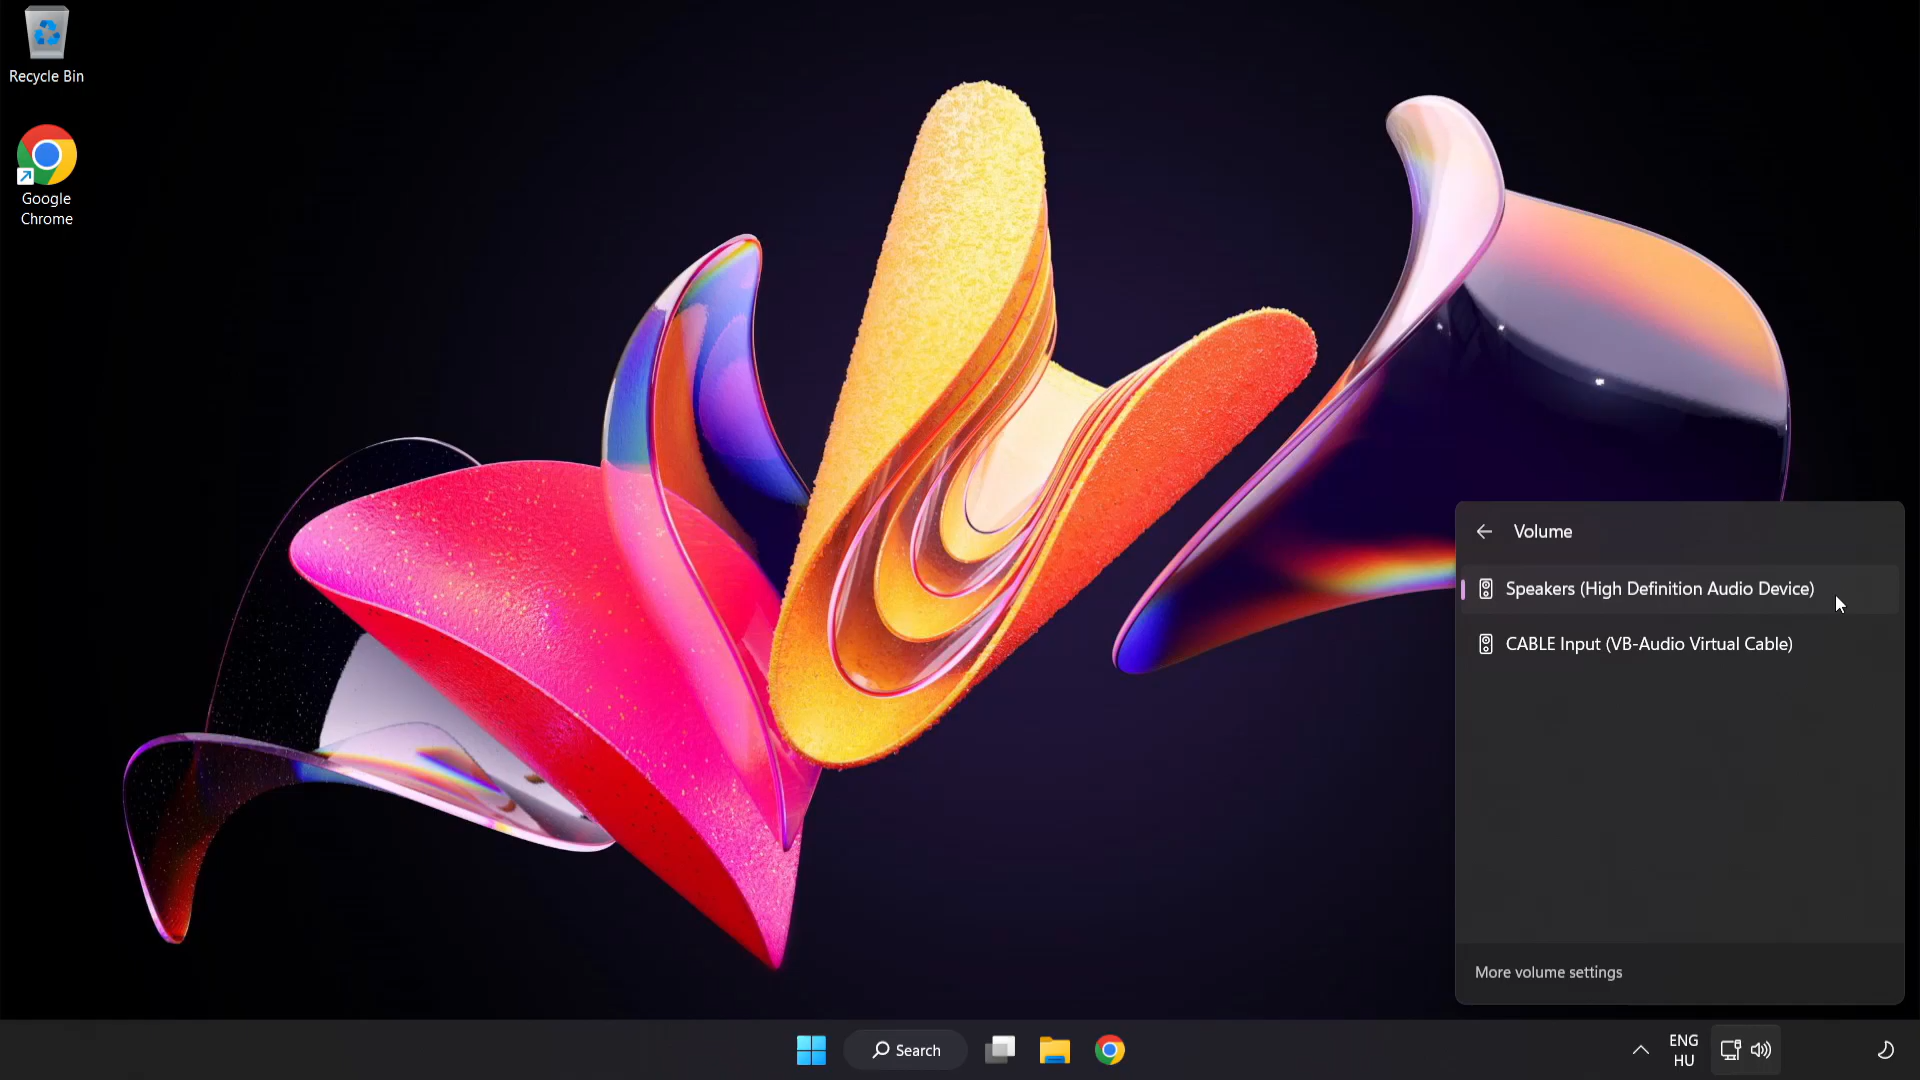 Recycle Bin
Google
Chrome
Volume
Speakers (High Definition Audio Device)
CABLE Input (VB-Audio Virtual Cable)
More volume settings
Search
ENG
HU